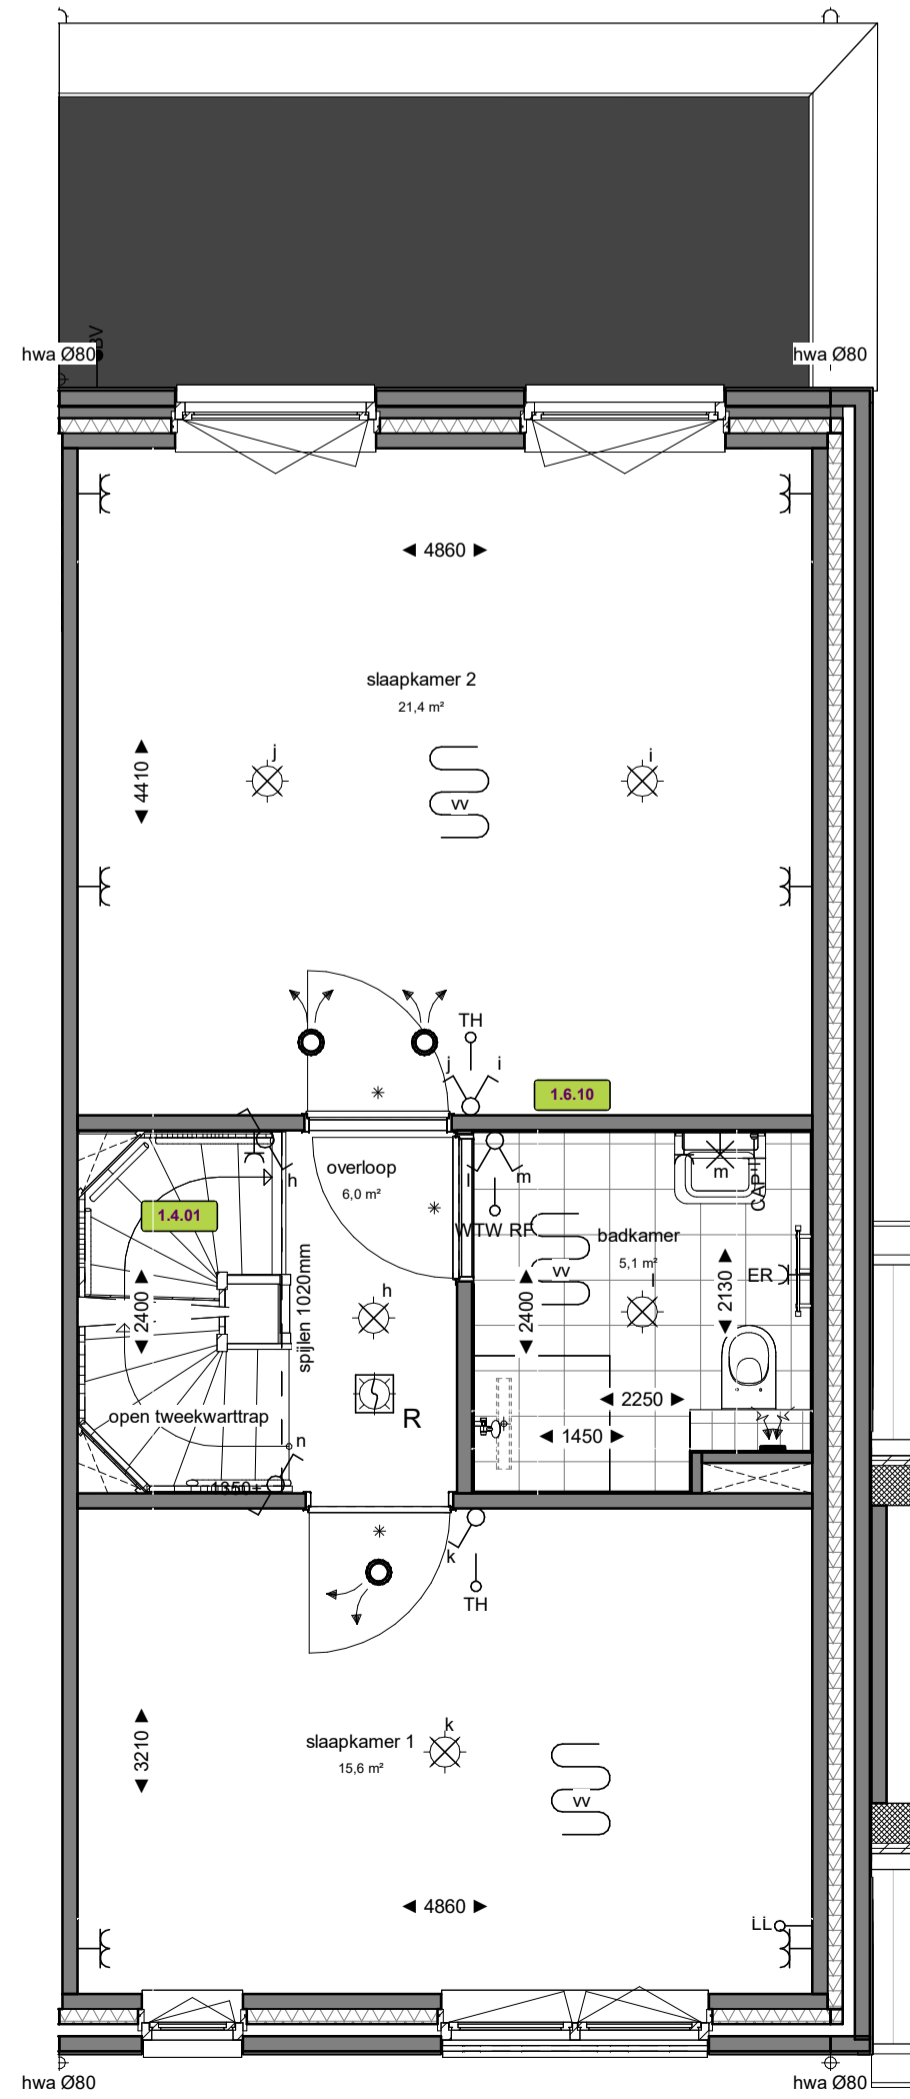 hwa Ø80
hwa Ø80
4860
slaapkamer 2
21,4 m²
j
i
4410
vv
TH
j
i
1.6.10
overloop
6,0 m²
h
l
m
m
1.4.01
WTW RF
badkamer
5,1 m²
l
vv
ER
2400
spijlen 1020mm
h
2400
2130
open tweekwarttrap
R
2250
1450
n
1350+
k
TH
k
slaapkamer 1
15,6 m²
3210
vv
4860
LL
hwa Ø80
hwa Ø80